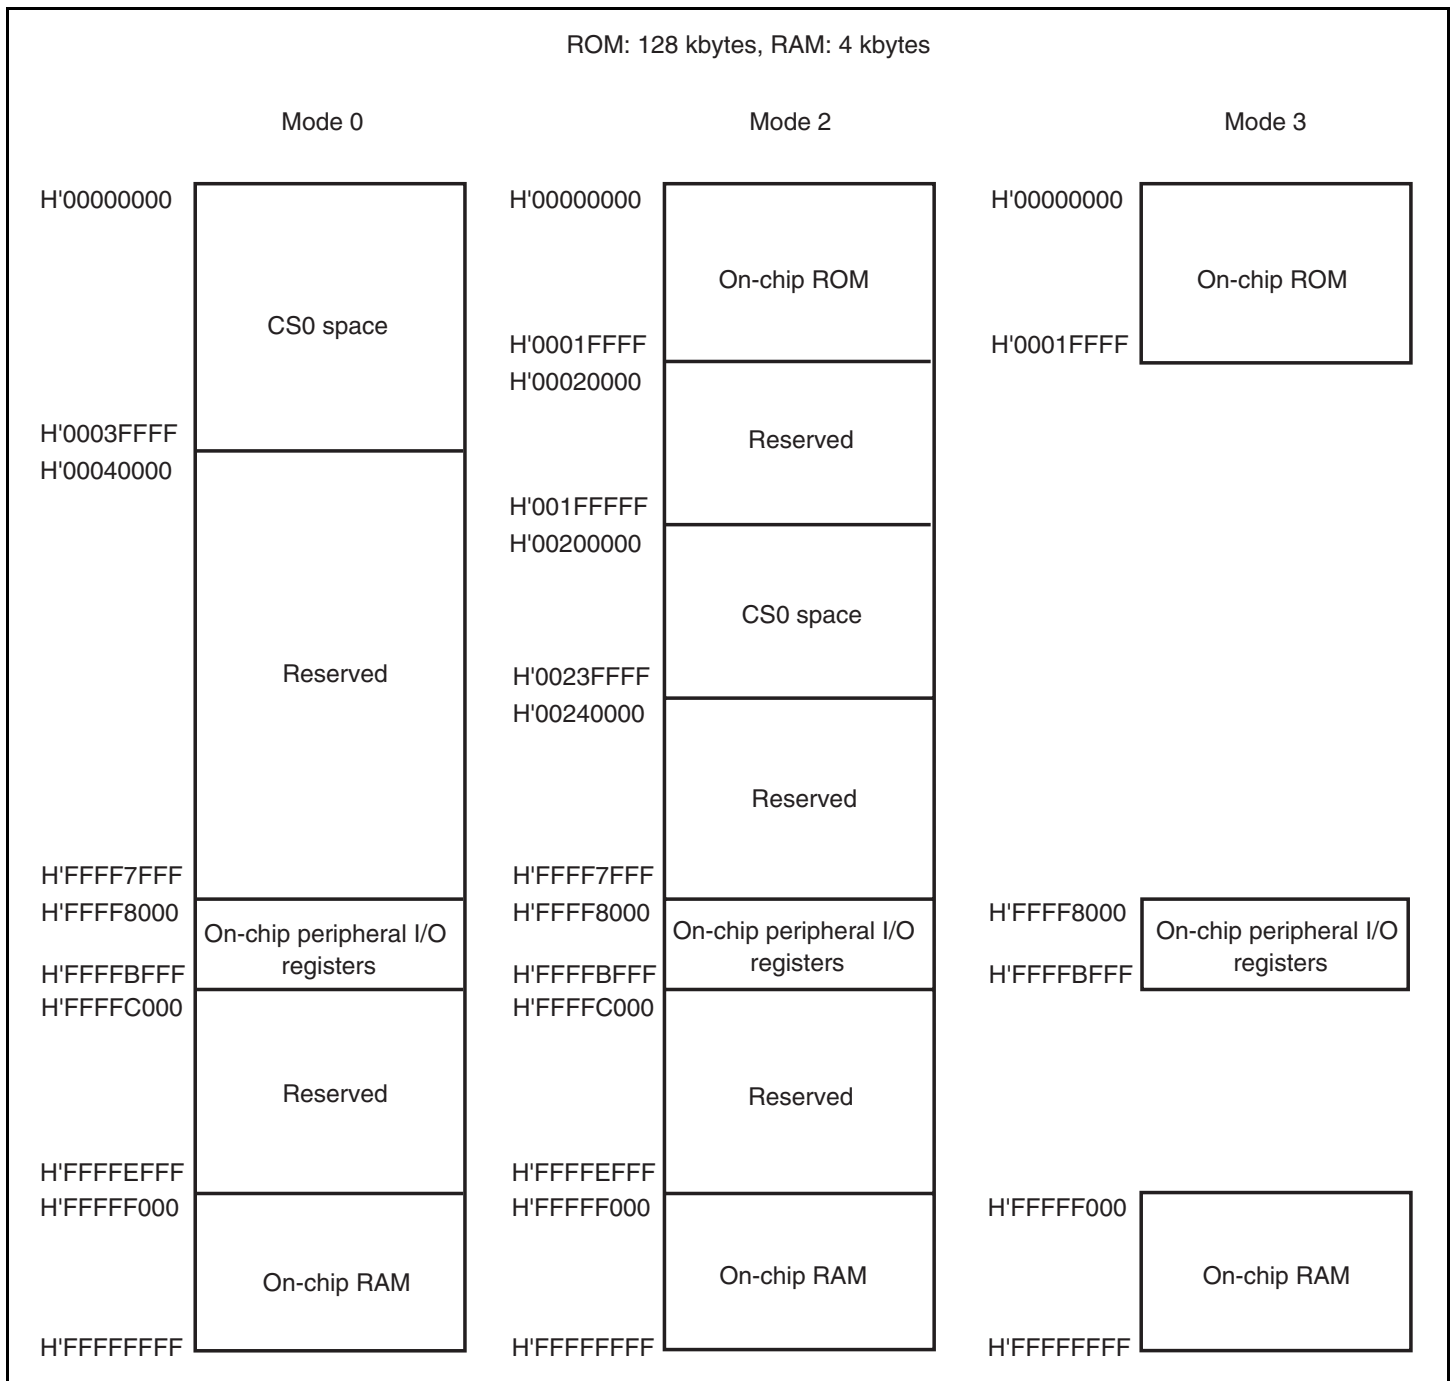 ROM: 128 kbytes, RAM: 4 kbytes
Mode 0
H'00000000
CS0 space
H'0003FFFF
H'00040000
Reserved
H'FFFF7FFF
H'FFFF8000
On-chip peripheral I/O
registers
H'FFFFBFFF
H'FFFFC000
Reserved
H'FFFFEFFF
H'FFFFF000
On-chip RAM
H'FFFFFFFF
Mode 2
H'00000000
On-chip ROM
H'0001FFFF
H'00020000
Reserved
H'001FFFFF
H'00200000
CS0 space
H'0023FFFF
H'00240000
Reserved
H'FFFF7FFF
H'FFFF8000
On-chip peripheral I/O
registers
H'FFFFBFFF
H'FFFFC000
Reserved
H'FFFFEFFF
H'FFFFF000
On-chip RAM
H'FFFFFFFF
Mode 3
H'00000000
On-chip ROM
H'0001FFFF
H'FFFF8000
On-chip peripheral I/O
registers
H'FFFFBFFF
H'FFFFF000
On-chip RAM
H'FFFFFFFF